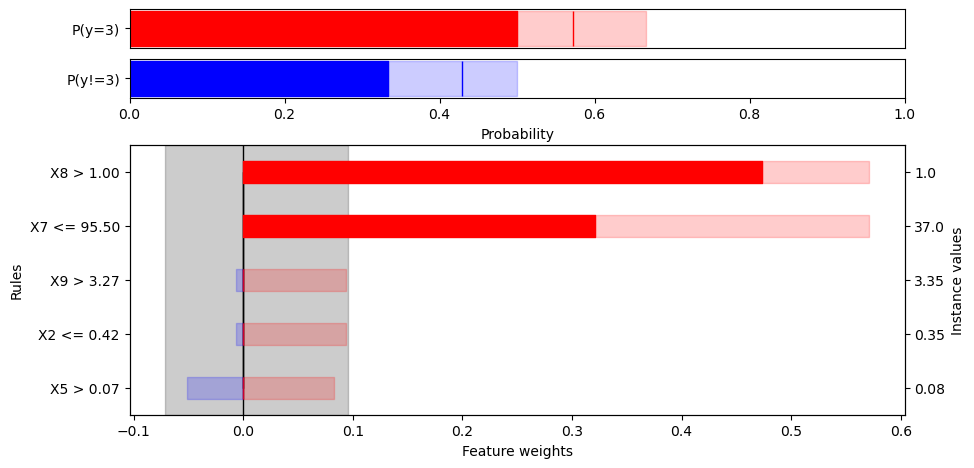 P(y=3)
P(y!=3)
0.0 0.2 0.4 0.6 0.8 1.0
Probability
X8 > 1.00 1.0
X7 <= 95.50 37.0
X9 > 3.27 3.35
X2 <= 0.42 0.35
X5 > 0.07 0.08
Rules
Instance values
−0.1 0.0 0.1 0.2 0.3 0.4 0.5 0.6
Feature weights